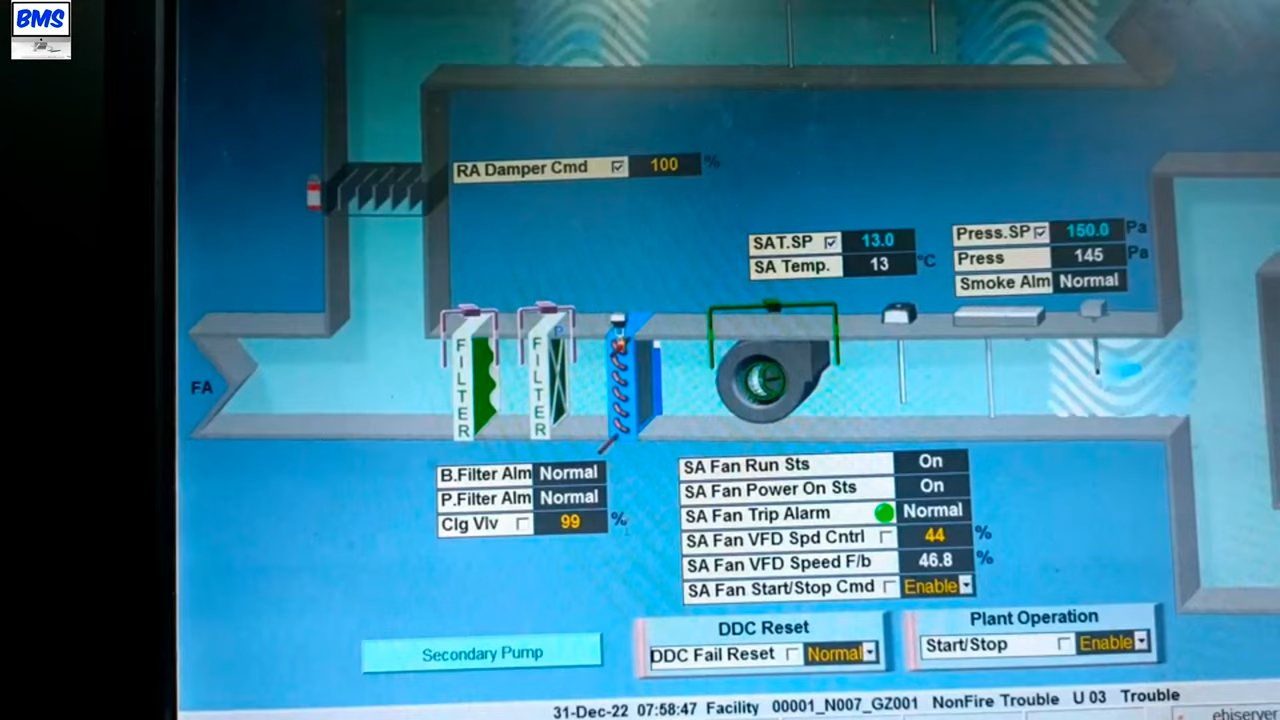 BMS
RA Damper Cmd 100 %
SAT.SP 13.0
SA Temp. 13 °C
Press.SP 150.0 Pa
Press 145 Pa
Smoke Alm Normal
FA
FILTER
FILTER
B.Filter Alm Normal
P.Filter Alm Normal
Clg Vlv 99 %
SA Fan Run Sts On
SA Fan Power On Sts On
SA Fan Trip Alarm Normal
SA Fan VFD Spd Cntrl 44 %
SA Fan VFD Speed F/b 46.8 %
SA Fan Start/Stop Cmd Enable
Secondary Pump
DDC Reset
DDC Fail Reset Normal
Plant Operation
Start/Stop Enable
31-Dec-22 07:58:47 Facility 00001_N007_GZ001 NonFire Trouble U 03 Trouble
ebiserver